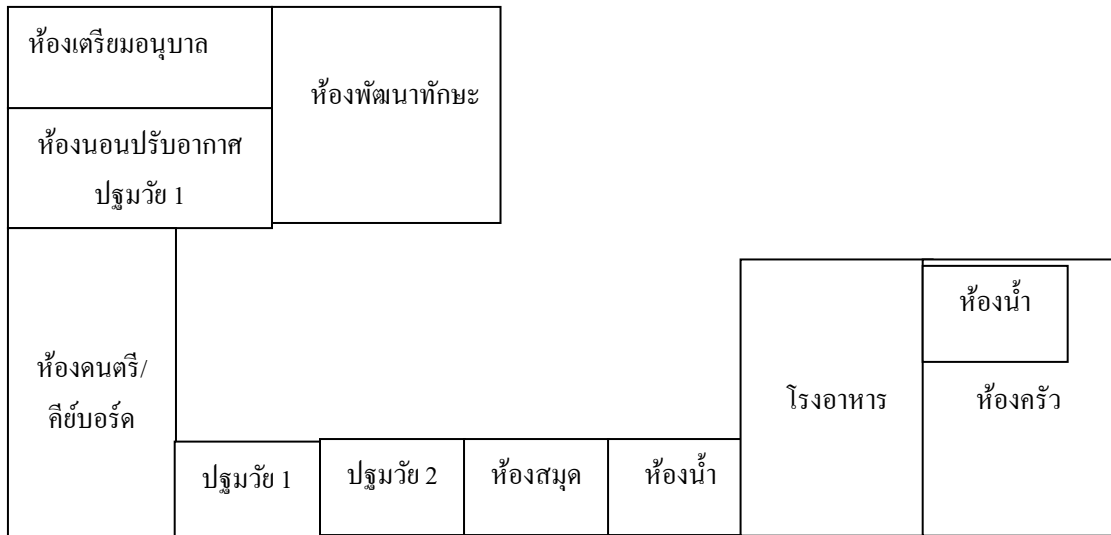 ห้องเตรียมอนุบาล
ห้องพัฒนาทักษะ
ห้องนอนปรับอากาศ
ปฐมวัย 1
ห้องดนตรี/
คีย์บอร์ด
ปฐมวัย 1
ปฐมวัย 2
ห้องสมุด
ห้องน้ำ
โรงอาหาร
ห้องน้ำ
ห้องครัว